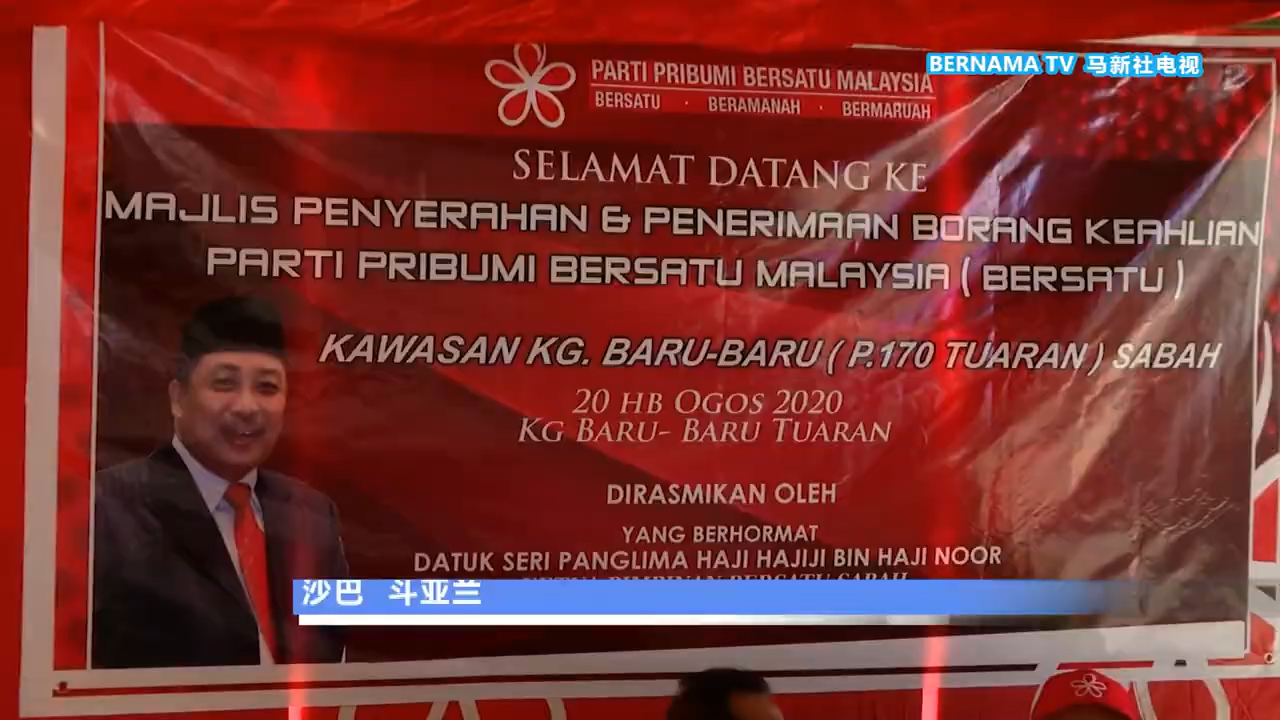 BERNAMA TV 马新社电视
PARTI PRIBUMI BERSATU MALAYSIA
BERSATU · BERAMANAH · BERMARUAH
SELAMAT DATANG KE
MAJLIS PENYERAHAN & PENERIMAAN BORANG KEAHLIAN
PARTI PRIBUMI BERSATU MALAYSIA ( BERSATU )
KAWASAN KG. BARU-BARU ( P.170 TUARAN ) SABAH
20 HB OGOS 2020
KG BARU- BARU TUARAN
DIRASMIKAN OLEH
YANG BERHORMAT
DATUK SERI PANGLIMA HAJI HAJIJI BIN HAJI NOOR
沙巴 斗亚兰